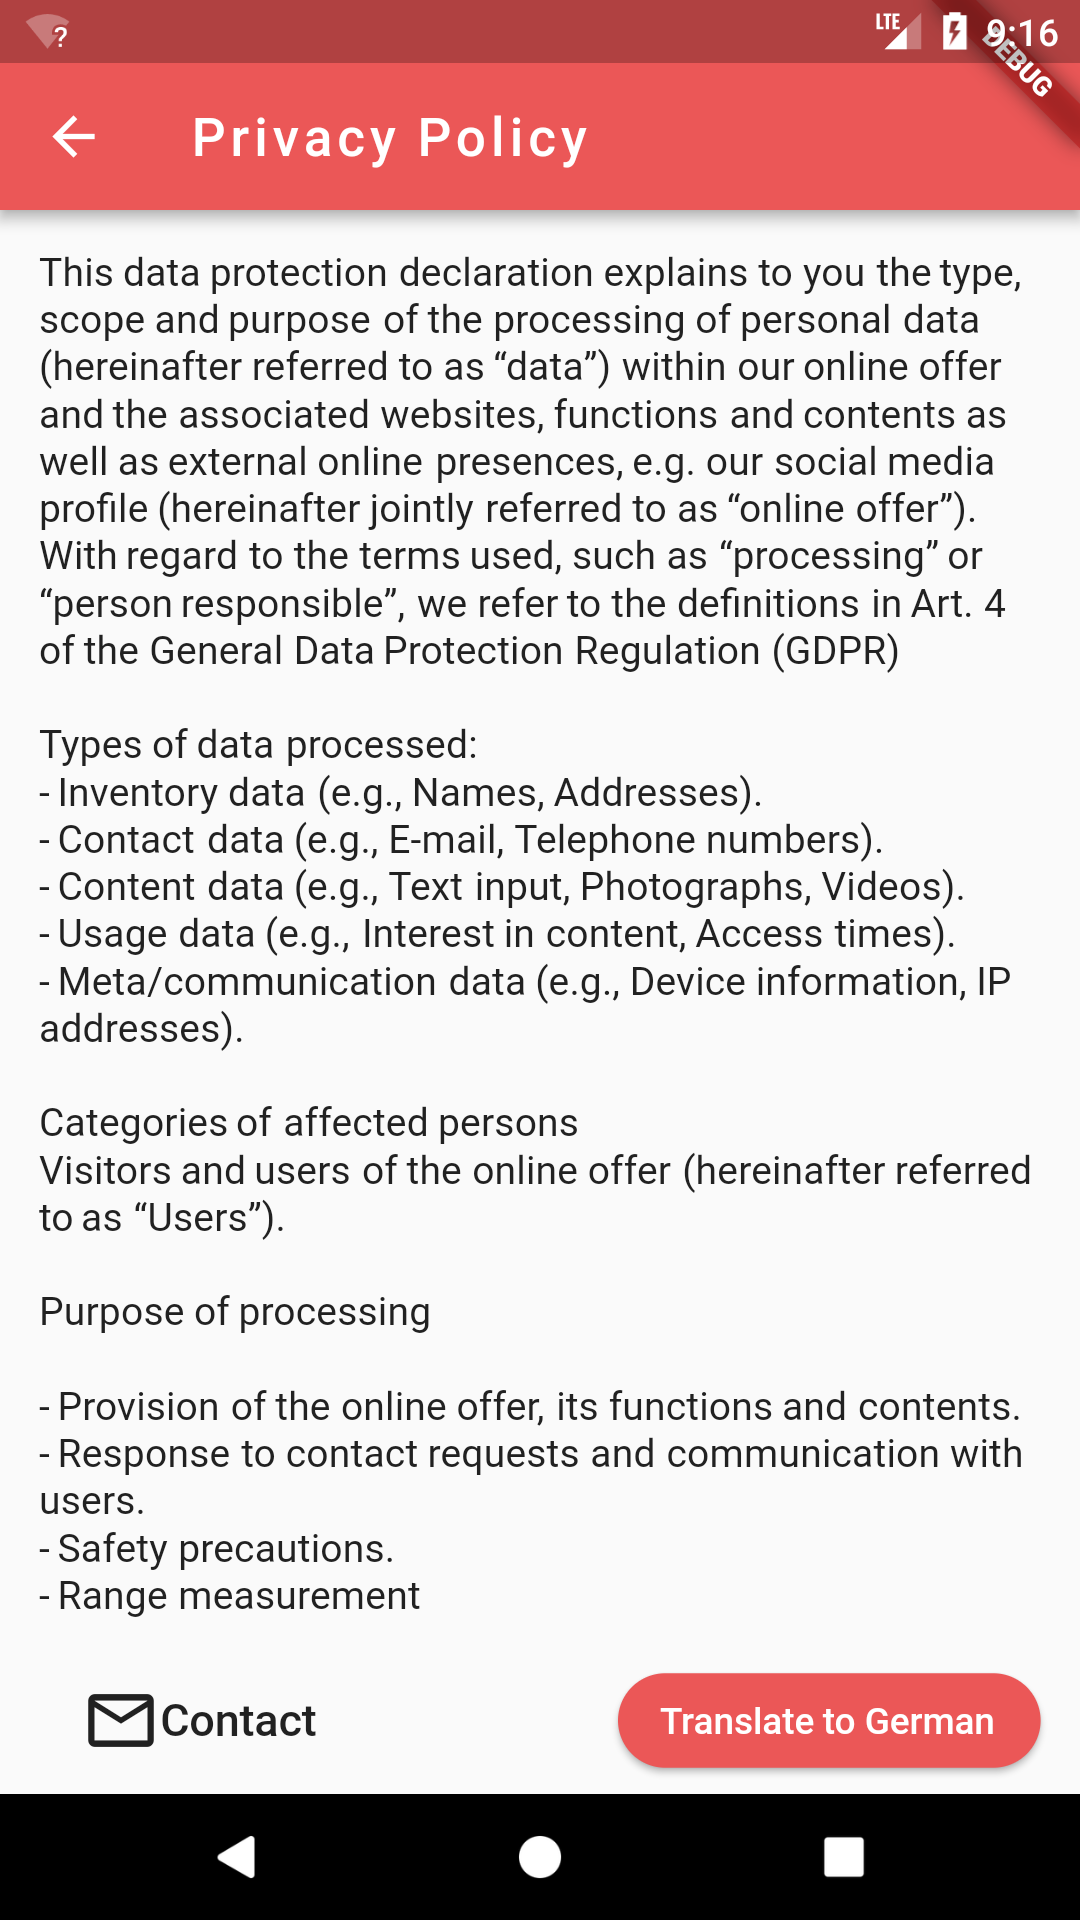 ?
LTE
9:16
DEBUG
Privacy Policy
This data protection declaration explains to you the type,
scope and purpose of the processing of personal data
(hereinafter referred to as “data”) within our online offer
and the associated websites, functions and contents as
well as external online presences, e.g. our social media
profile (hereinafter jointly referred to as “online offer”).
With regard to the terms used, such as “processing” or
“person responsible”, we refer to the definitions in Art. 4
of the General Data Protection Regulation (GDPR)
Types of data processed:
- Inventory data (e.g., Names, Addresses).
- Contact data (e.g., E-mail, Telephone numbers).
- Content data (e.g., Text input, Photographs, Videos).
- Usage data (e.g., Interest in content, Access times).
- Meta/communication data (e.g., Device information, IP
addresses).
Categories of affected persons
Visitors and users of the online offer (hereinafter referred
to as “Users”).
Purpose of processing
- Provision of the online offer, its functions and contents.
- Response to contact requests and communication with
users.
- Safety precautions.
- Range measurement
Contact
Translate to German